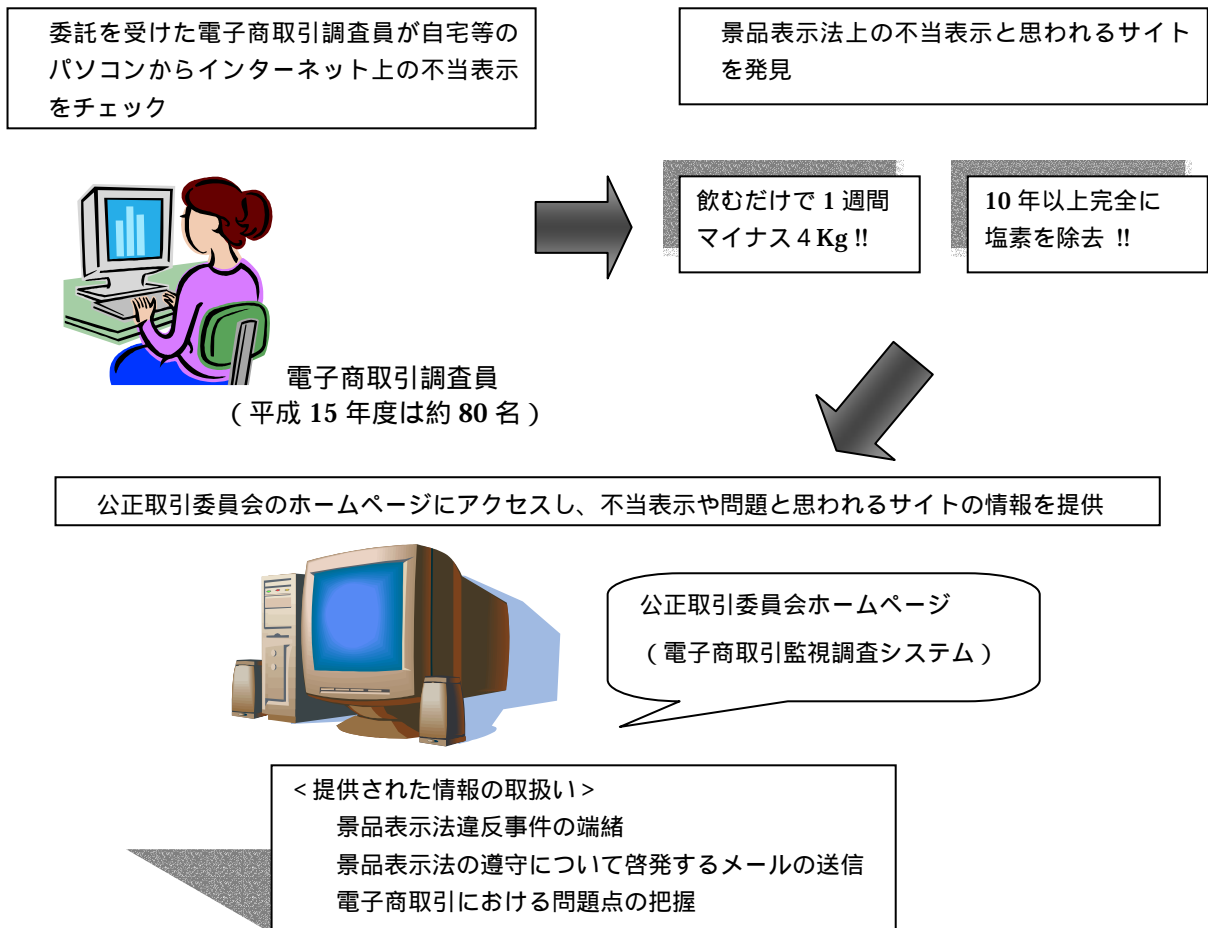 委託を受けた電子商取引調査員が自宅等の
パソコンからインターネット上の不当表示
をチェック
景品表示法上の不当表示と思われるサイト
を発見
飲むだけで 1 週間
マイナス４Kg !!
10 年以上完全に
塩素を除去 !!
電子商取引調査員
（平成 15 年度は約 80 名）
公正取引委員会のホームページにアクセスし、不当表示や問題と思われるサイトの情報を提供
公正取引委員会ホームページ
（電子商取引監視調査システム）
＜提供された情報の取扱い＞
景品表示法違反事件の端緒
景品表示法の遵守について啓発するメールの送信
電子商取引における問題点の把握